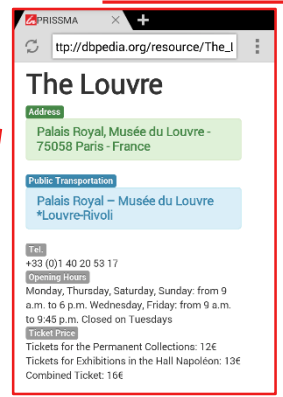 PRISSMA
ttp://dbpedia.org/resource/The_L
The Louvre
Address
Palais Royal, Musée du Louvre -
75058 Paris - France
Public Transportation
Palais Royal – Musée du Louvre
*Louvre-Rivoli
Tel.
+33 (0)1 40 20 53 17
Opening Hours
Monday, Thursday, Saturday, Sunday: from 9
a.m. to 6 p.m. Wednesday, Friday: from 9 a.m.
to 9:45 p.m. Closed on Tuesdays
Ticket Price
Tickets for the Permanent Collections: 12€
Tickets for Exhibitions in the Hall Napoléon: 13€
Combined Ticket: 16€